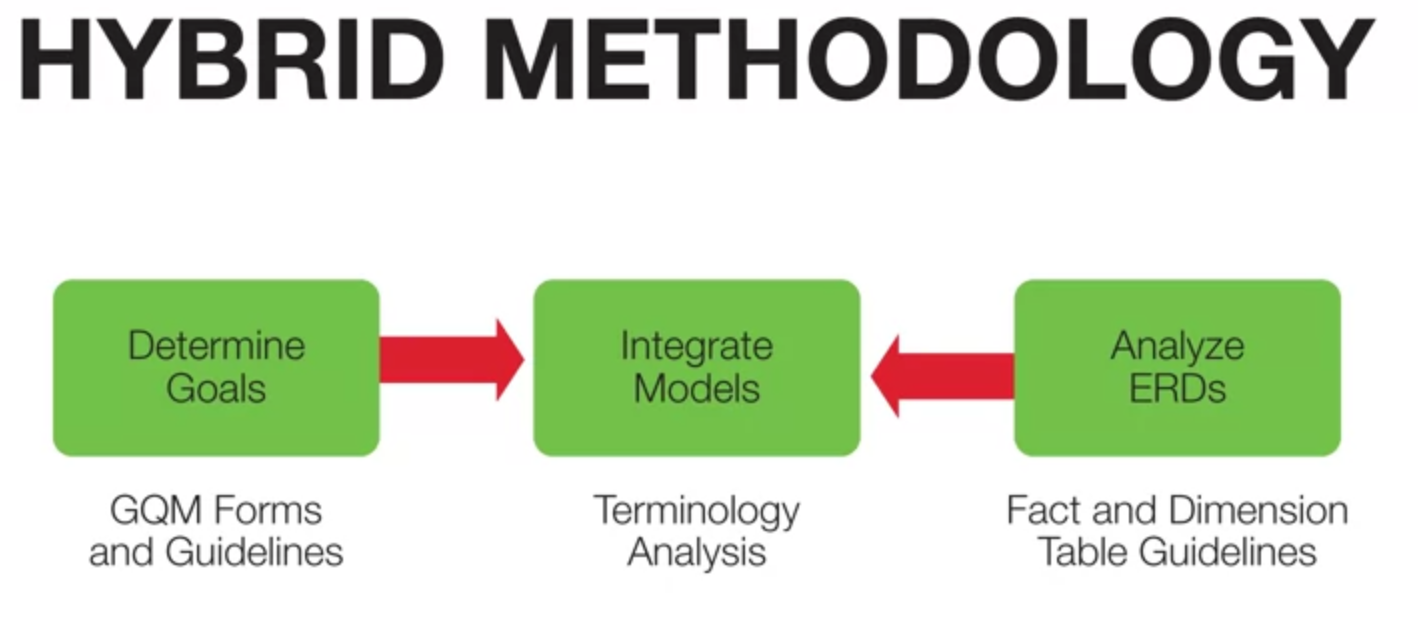 HYBRID METHODOLOGY
Determine
Goals
Integrate
Models
Analyze
ERDs
GQM Forms
and Guidelines
Terminology
Analysis
Fact and Dimension
Table Guidelines